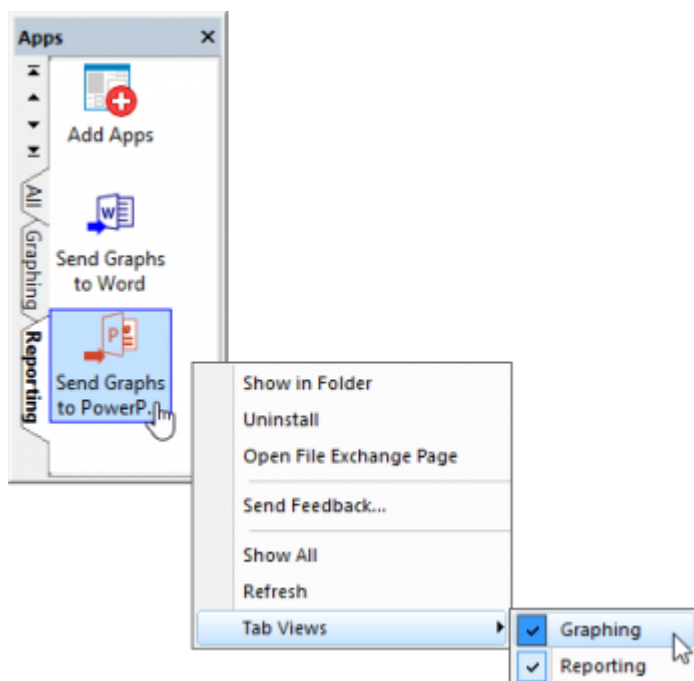 Apps
Add Apps
All
Graphing
Reporting
Send Graphs
to Word
Send Graphs
to PowerP...
Show in Folder
Uninstall
Open File Exchange Page
Send Feedback...
Show All
Refresh
Tab Views
Graphing
Reporting